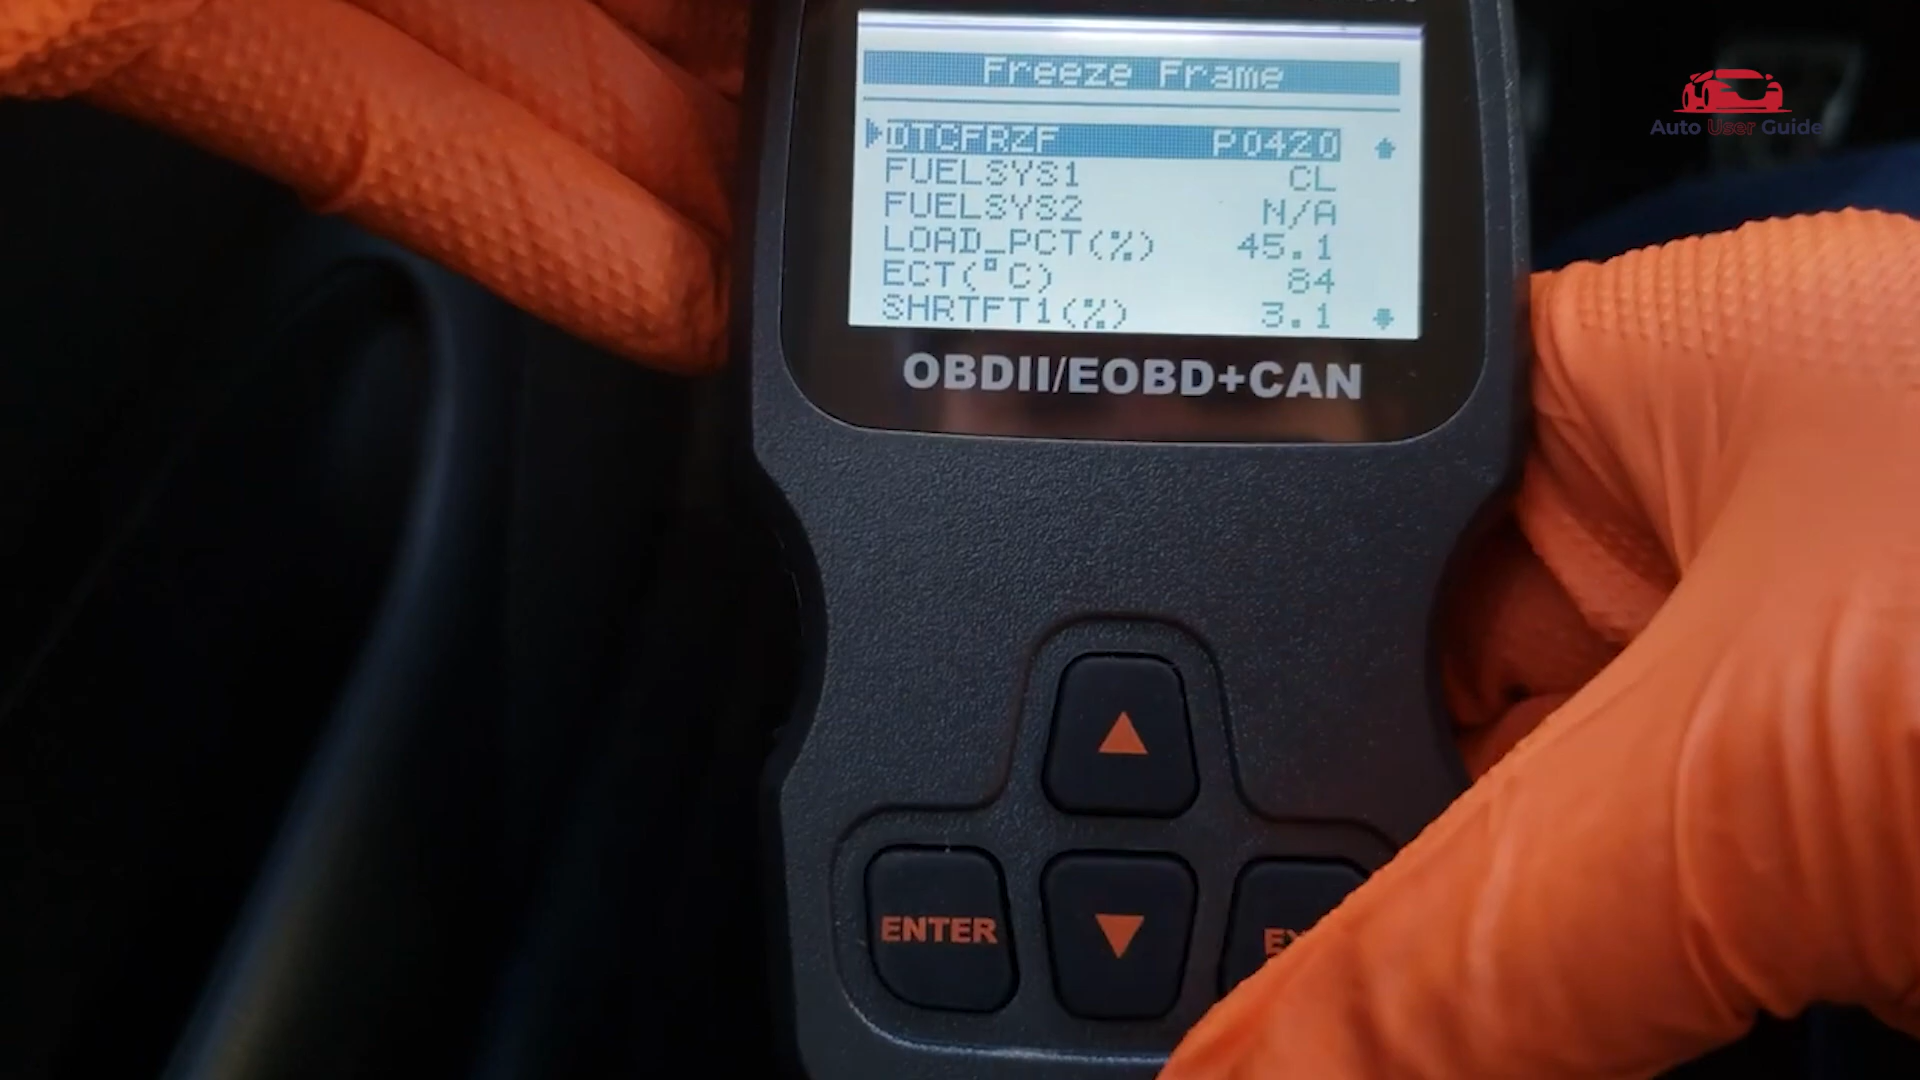 Freeze Frame
DTCFRZF P0420
FUELSYS1 CL
FUELSYS2 N/A
LOAD_PCT(%) 45.1
ECT(°C) 84
SHRTFT1(%) 3.1
OBDII/EOBD+CAN
ENTER
Auto User Guide